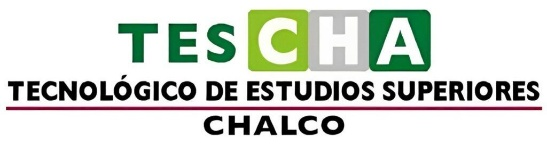 TESCHA
TECNOLÓGICO DE ESTUDIOS SUPERIORES
CHALCO